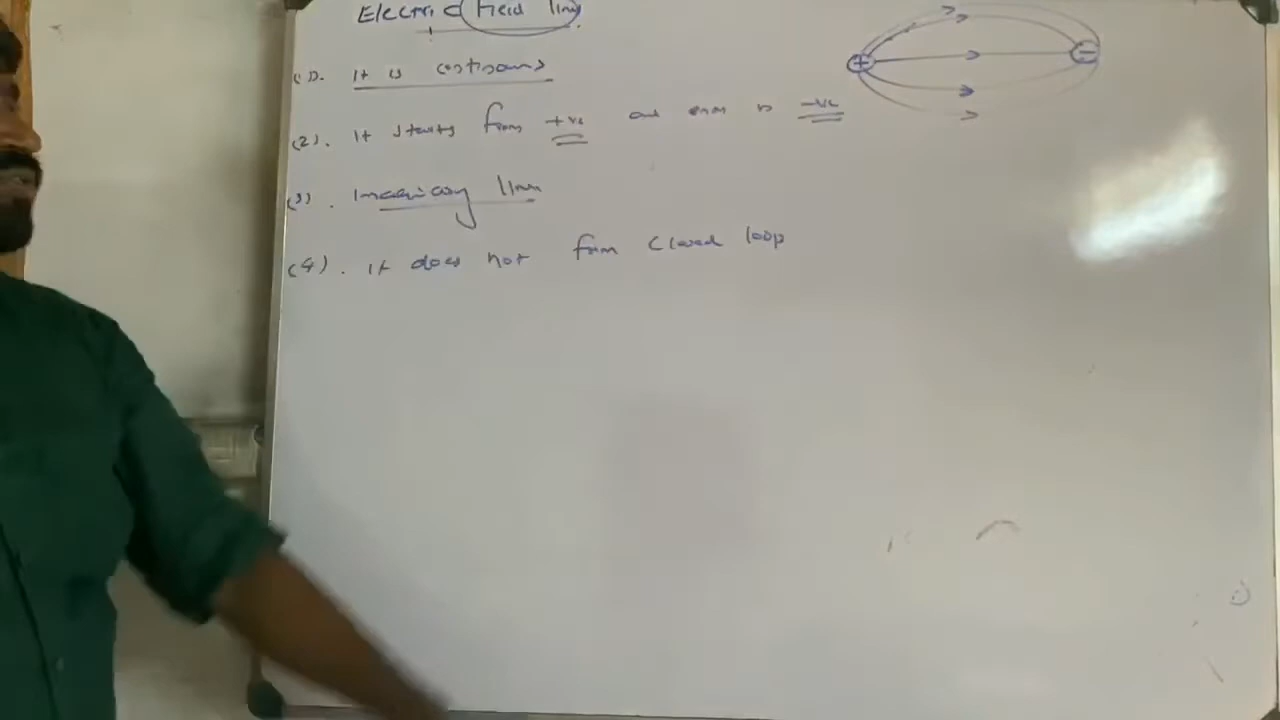 Electric Field line
(1). It is continuous
(2). It starts from +ve and ends to -ve
(3). Imaginary line
(4). It does not form closed loop
+ -